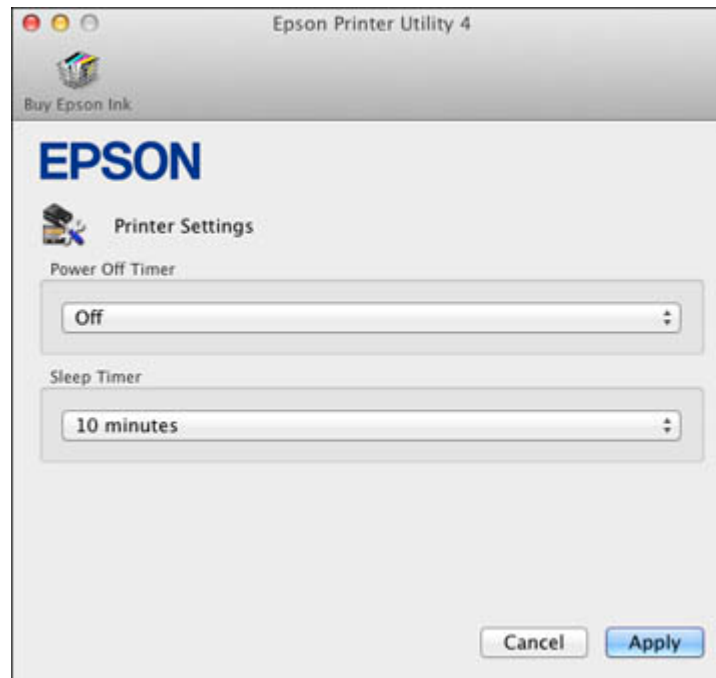 Epson Printer Utility 4
Buy Epson Ink
EPSON
Printer Settings
Power Off Timer
Off
Sleep Timer
10 minutes
Cancel Apply